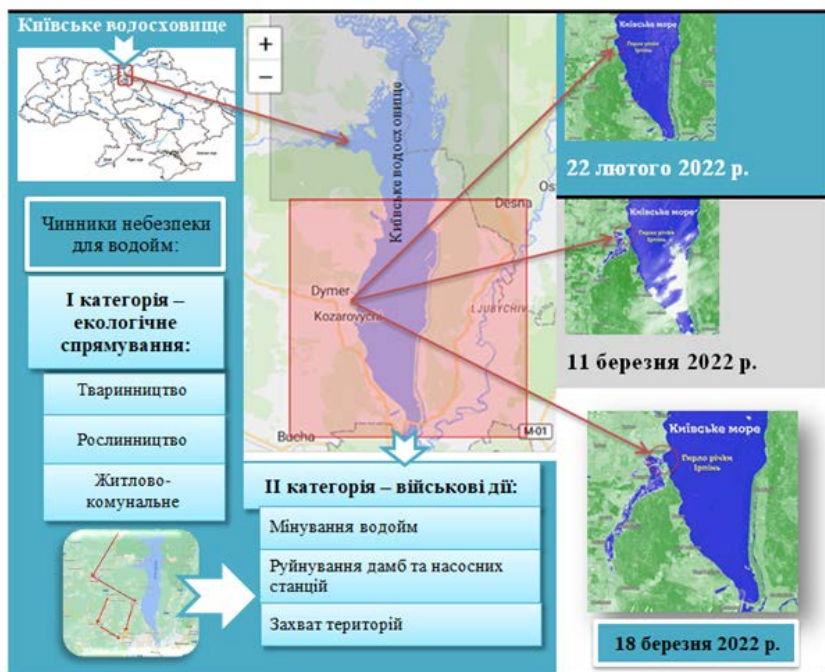 Київське водосховище
Чинники небезпеки
для водойм:
І категорія –
екологічне
спрямування:
Тваринництво
Рослинництво
Житлово-
комунальне
+
−
Київське водосховище
Desna
Os
Dymer
Kozarovychi
LJUBYCHIV
Bucha
M-01
ІІ категорія – військові дії:
Мінування водойм
Руйнування дамб та насосних
станцій
Захват територій
Київське море
Гирло річки
Ірпінь
22 лютого 2022 р.
Київське море
Гирло річки
Ірпінь
11 березня 2022 р.
Київське море
Гирло річки
Ірпінь
18 березня 2022 р.